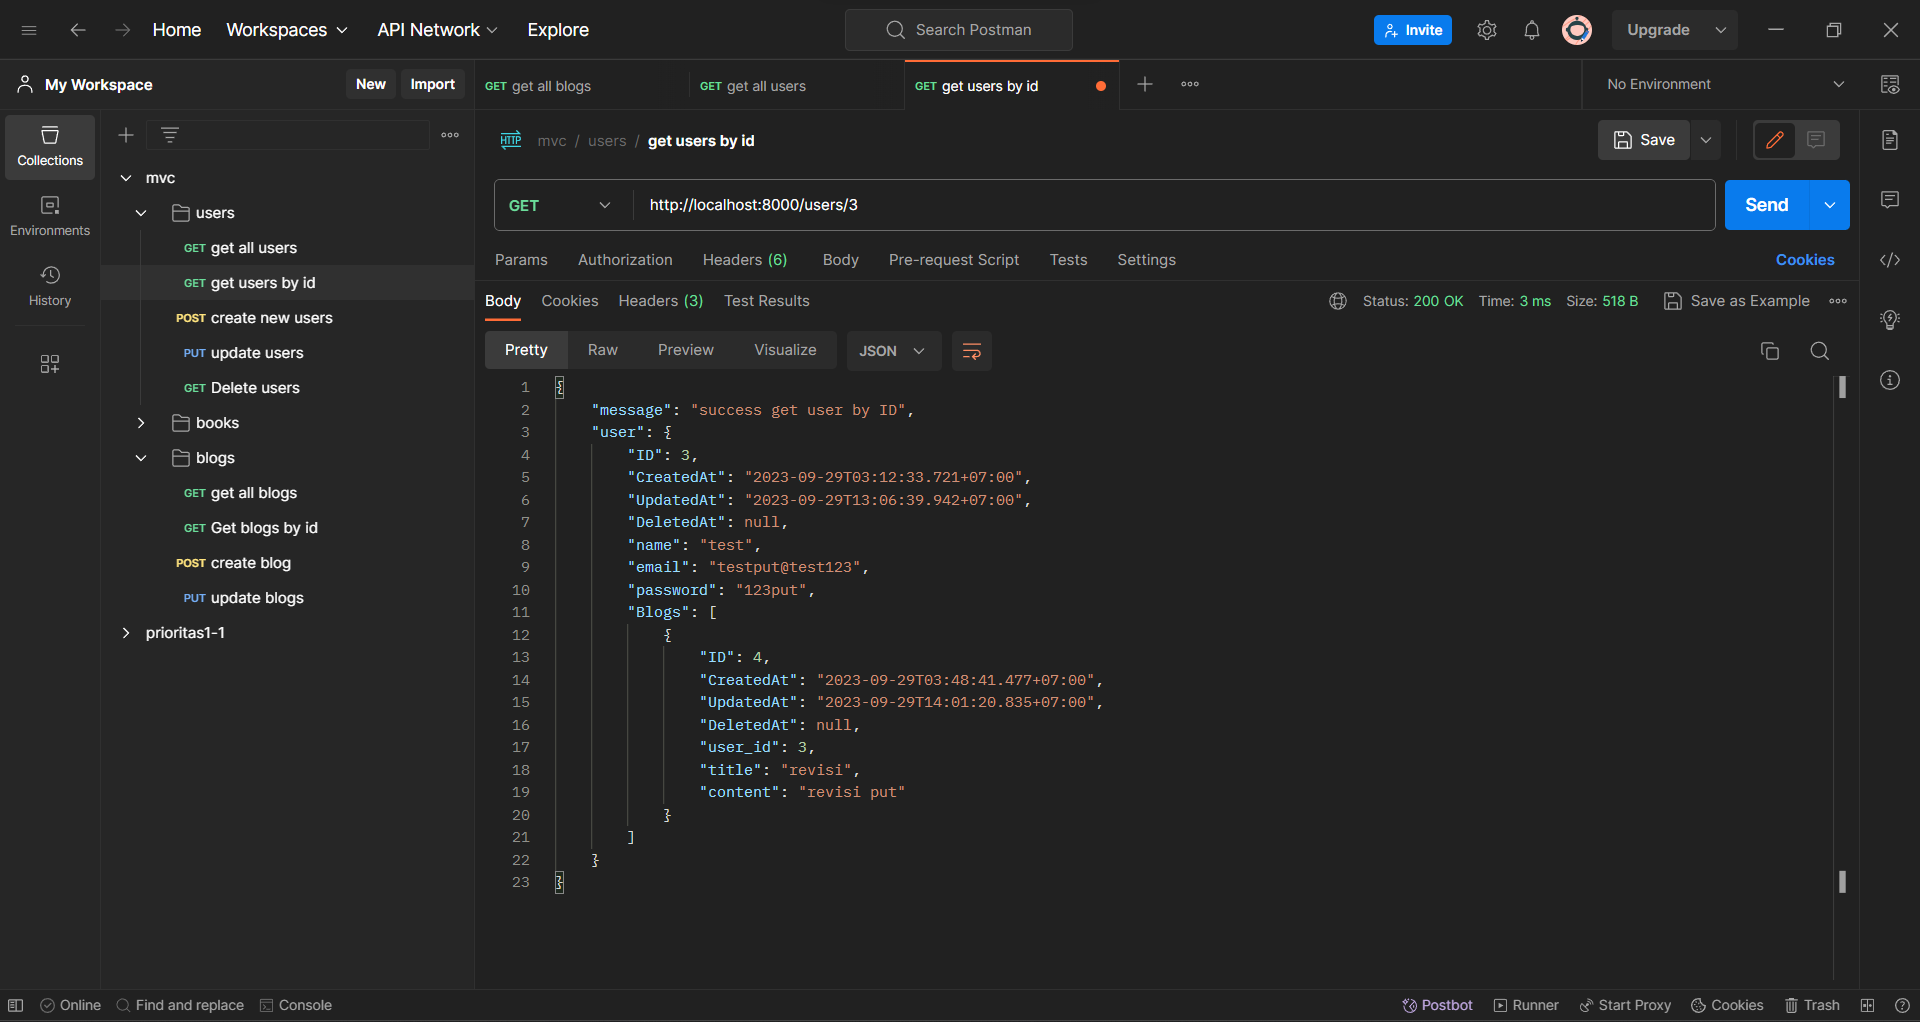 Home Workspaces API Network Explore Search Postman Invite Upgrade
My Workspace New Import GET get all blogs GET get all users GET get users by id No Environment
Collections
Environments
History
mvc
users
GET get all users
GET get users by id
POST create new users
PUT update users
GET Delete users
books
blogs
GET get all blogs
GET Get blogs by id
POST create blog
PUT update blogs
prioritas1-1
HTTP mvc / users / get users by id Save
GET http://localhost:8000/users/3 Send
Params Authorization Headers (6) Body Pre-request Script Tests Settings Cookies
Body Cookies Headers (3) Test Results Status: 200 OK Time: 3 ms Size: 518 B Save as Example
Pretty Raw Preview Visualize JSON
1 {
2 "message": "success get user by ID",
3 "user": {
4 "ID": 3,
5 "CreatedAt": "2023-09-29T03:12:33.721+07:00",
6 "UpdatedAt": "2023-09-29T13:06:39.942+07:00",
7 "DeletedAt": null,
8 "name": "test",
9 "email": "testput@test123",
10 "password": "123put",
11 "Blogs": [
12 {
13 "ID": 4,
14 "CreatedAt": "2023-09-29T03:48:41.477+07:00",
15 "UpdatedAt": "2023-09-29T14:01:20.835+07:00",
16 "DeletedAt": null,
17 "user_id": 3,
18 "title": "revisi",
19 "content": "revisi put"
20 }
21 ]
22 }
23 }
Online Find and replace Console Postbot Runner Start Proxy Cookies Trash